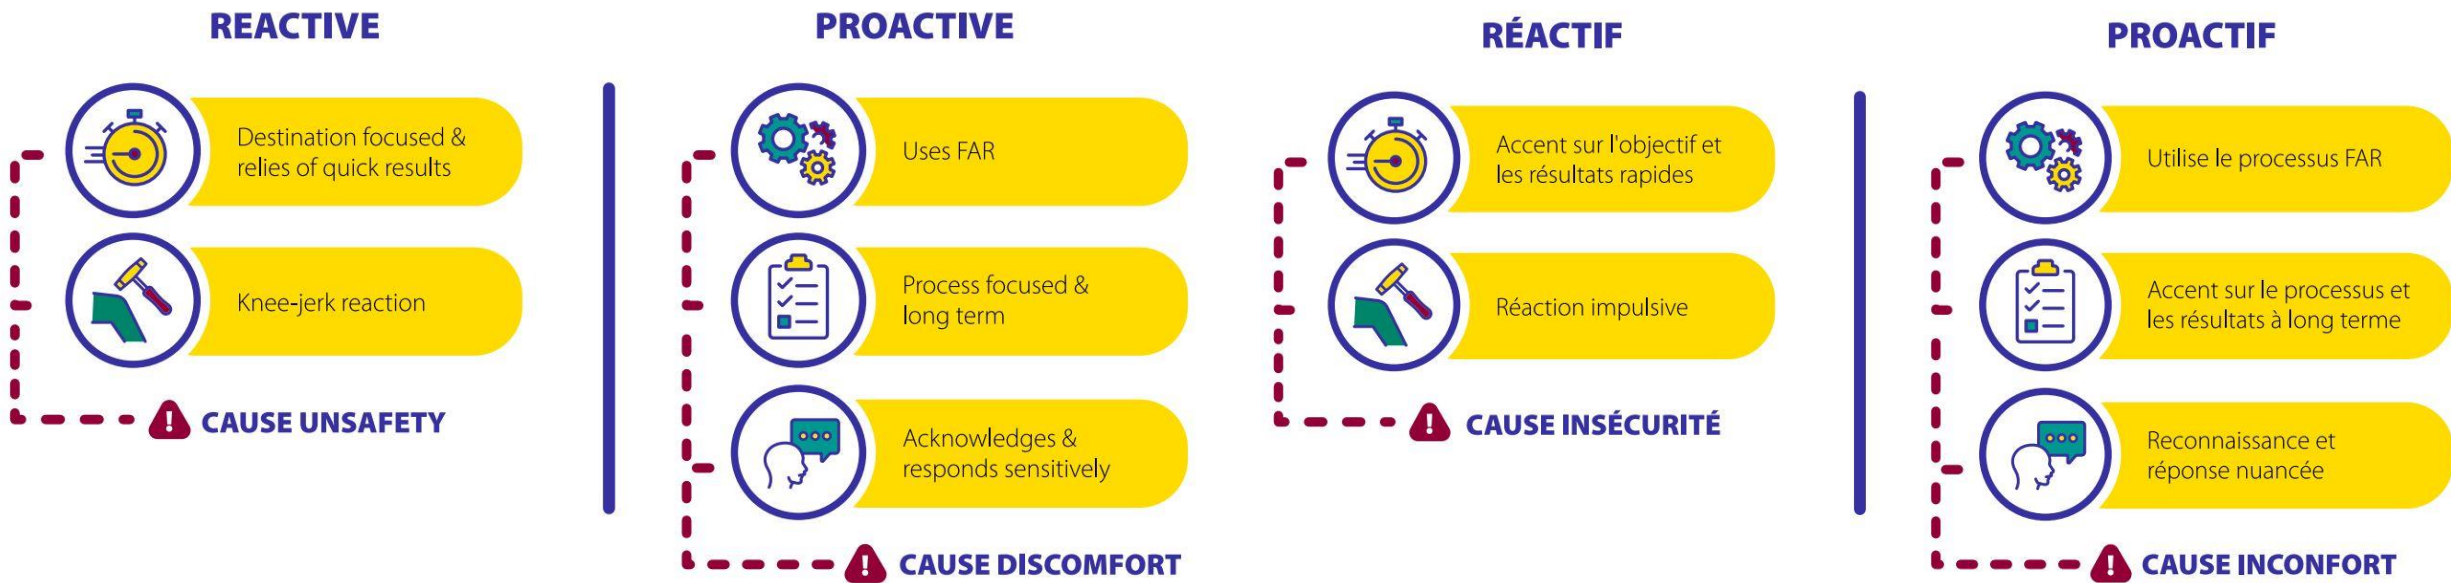 REACTIVE
Destination focused &
relies of quick results
Knee-jerk reaction
! CAUSE UNSAFETY
PROACTIVE
Uses FAR
Process focused &
long term
Acknowledges &
responds sensitively
! CAUSE DISCOMFORT
RÉACTIF
Accent sur l'objectif et
les résultats rapides
Réaction impulsive
! CAUSE INSÉCURITÉ
PROACTIF
Utilise le processus FAR
Accent sur le processus et
les résultats à long terme
Reconnaissance et
réponse nuancée
! CAUSE INCONFORT